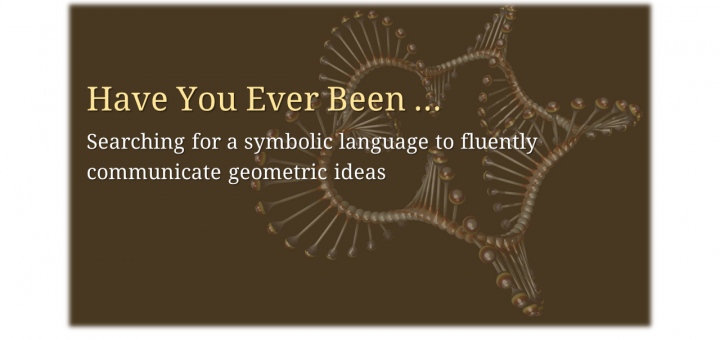 Have You Ever Been ...
Searching for a symbolic language to fluently
communicate geometric ideas